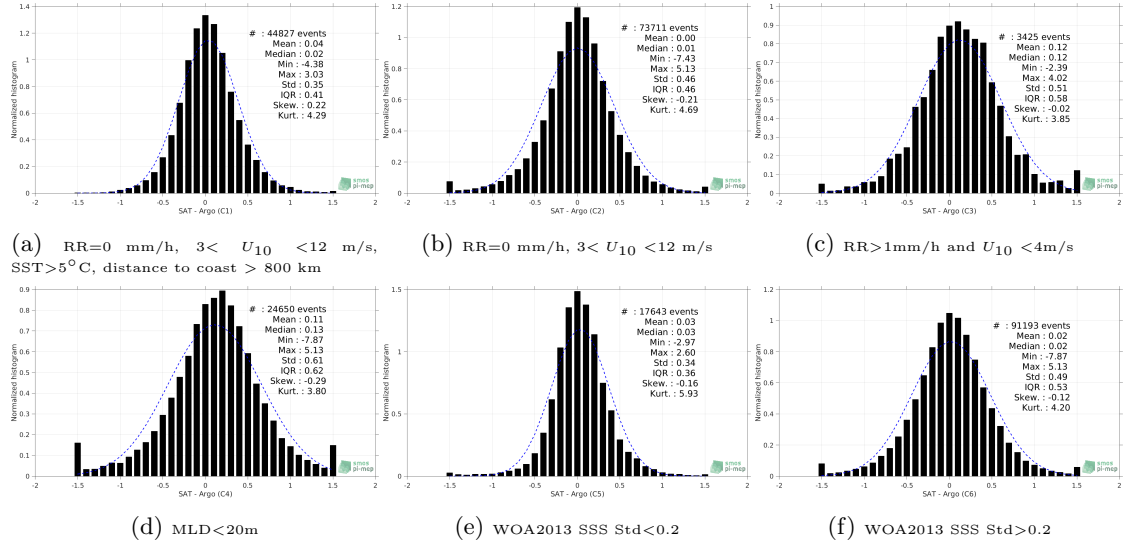 1.4
1.2
1
0.8
0.6
0.4
0.2
0
Normalized histogram
# : 44827 events
Mean : 0.04
Median : 0.02
Min : -4.38
Max : 3.03
Std : 0.35
IQR : 0.41
Skew. : 0.22
Kurt. : 4.29
smos
pi-mep
-2 -1.5 -1 -0.5 0 0.5 1 1.5 2
SAT - Argo (C1)
(a) RR=0 mm/h, 3< U10 <12 m/s,
SST>5°C, distance to coast > 800 km
1.2
1
0.8
0.6
0.4
0.2
0
Normalized histogram
# : 73711 events
Mean : 0.00
Median : 0.01
Min : -7.43
Max : 5.13
Std : 0.46
IQR : 0.46
Skew. : -0.21
Kurt. : 4.69
smos
pi-mep
-2 -1.5 -1 -0.5 0 0.5 1 1.5 2
SAT - Argo (C2)
(b) RR=0 mm/h, 3< U10 <12 m/s
1
0.9
0.8
0.7
0.6
0.5
0.4
0.3
0.2
0.1
0
Normalized histogram
# : 3425 events
Mean : 0.12
Median : 0.12
Min : -2.39
Max : 4.02
Std : 0.51
IQR : 0.58
Skew. : -0.02
Kurt. : 3.85
smos
pi-mep
-2 -1.5 -1 -0.5 0 0.5 1 1.5 2
SAT - Argo (C3)
(c) RR>1mm/h and U10 <4m/s
0.9
0.8
0.7
0.6
0.5
0.4
0.3
0.2
0.1
0
Normalized histogram
# : 24650 events
Mean : 0.11
Median : 0.13
Min : -7.87
Max : 5.13
Std : 0.61
IQR : 0.62
Skew. : -0.29
Kurt. : 3.80
smos
pi-mep
-2 -1.5 -1 -0.5 0 0.5 1 1.5 2
SAT - Argo (C4)
(d) MLD<20m
1.5
1
0.5
0
Normalized histogram
# : 17643 events
Mean : 0.03
Median : 0.03
Min : -2.97
Max : 2.60
Std : 0.34
IQR : 0.36
Skew. : -0.16
Kurt. : 5.93
smos
pi-mep
-2 -1.5 -1 -0.5 0 0.5 1 1.5 2
SAT - Argo (C5)
(e) WOA2013 SSS Std<0.2
1.2
1
0.8
0.6
0.4
0.2
0
Normalized histogram
# : 91193 events
Mean : 0.02
Median : 0.02
Min : -7.87
Max : 5.13
Std : 0.49
IQR : 0.53
Skew. : -0.12
Kurt. : 4.20
smos
pi-mep
-2 -1.5 -1 -0.5 0 0.5 1 1.5 2
SAT - Argo (C6)
(f) WOA2013 SSS Std>0.2